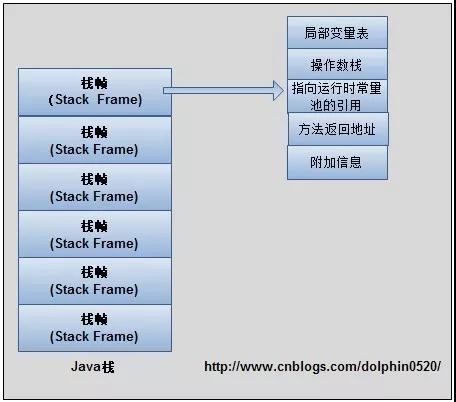 栈帧
(Stack Frame)
栈帧
(Stack Frame)
栈帧
(Stack Frame)
栈帧
(Stack Frame)
栈帧
(Stack Frame)
栈帧
(Stack Frame)
Java栈
局部变量表
操作数栈
指向运行时常量
池的引用
方法返回地址
附加信息
http://www.cnblogs.com/dolphin0520/